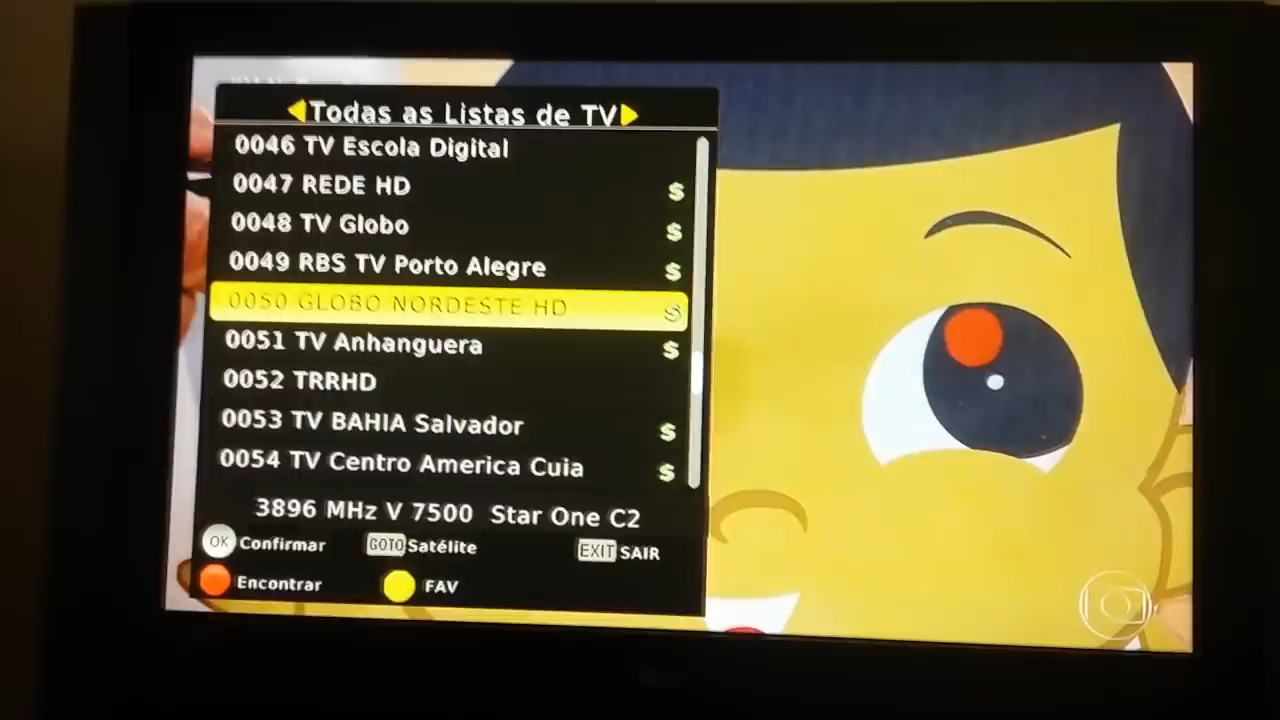 Todas as Listas de TV
0046 TV Escola Digital
0047 REDE HD $
0048 TV Globo $
0049 RBS TV Porto Alegre $
0050 GLOBO NORDESTE HD $
0051 TV Anhanguera $
0052 TRRHD
0053 TV BAHIA Salvador $
0054 TV Centro America Cuia $
3896 MHz V 7500 Star One C2
OK Confirmar GOTO Satélite EXIT SAIR
Encontrar FAV